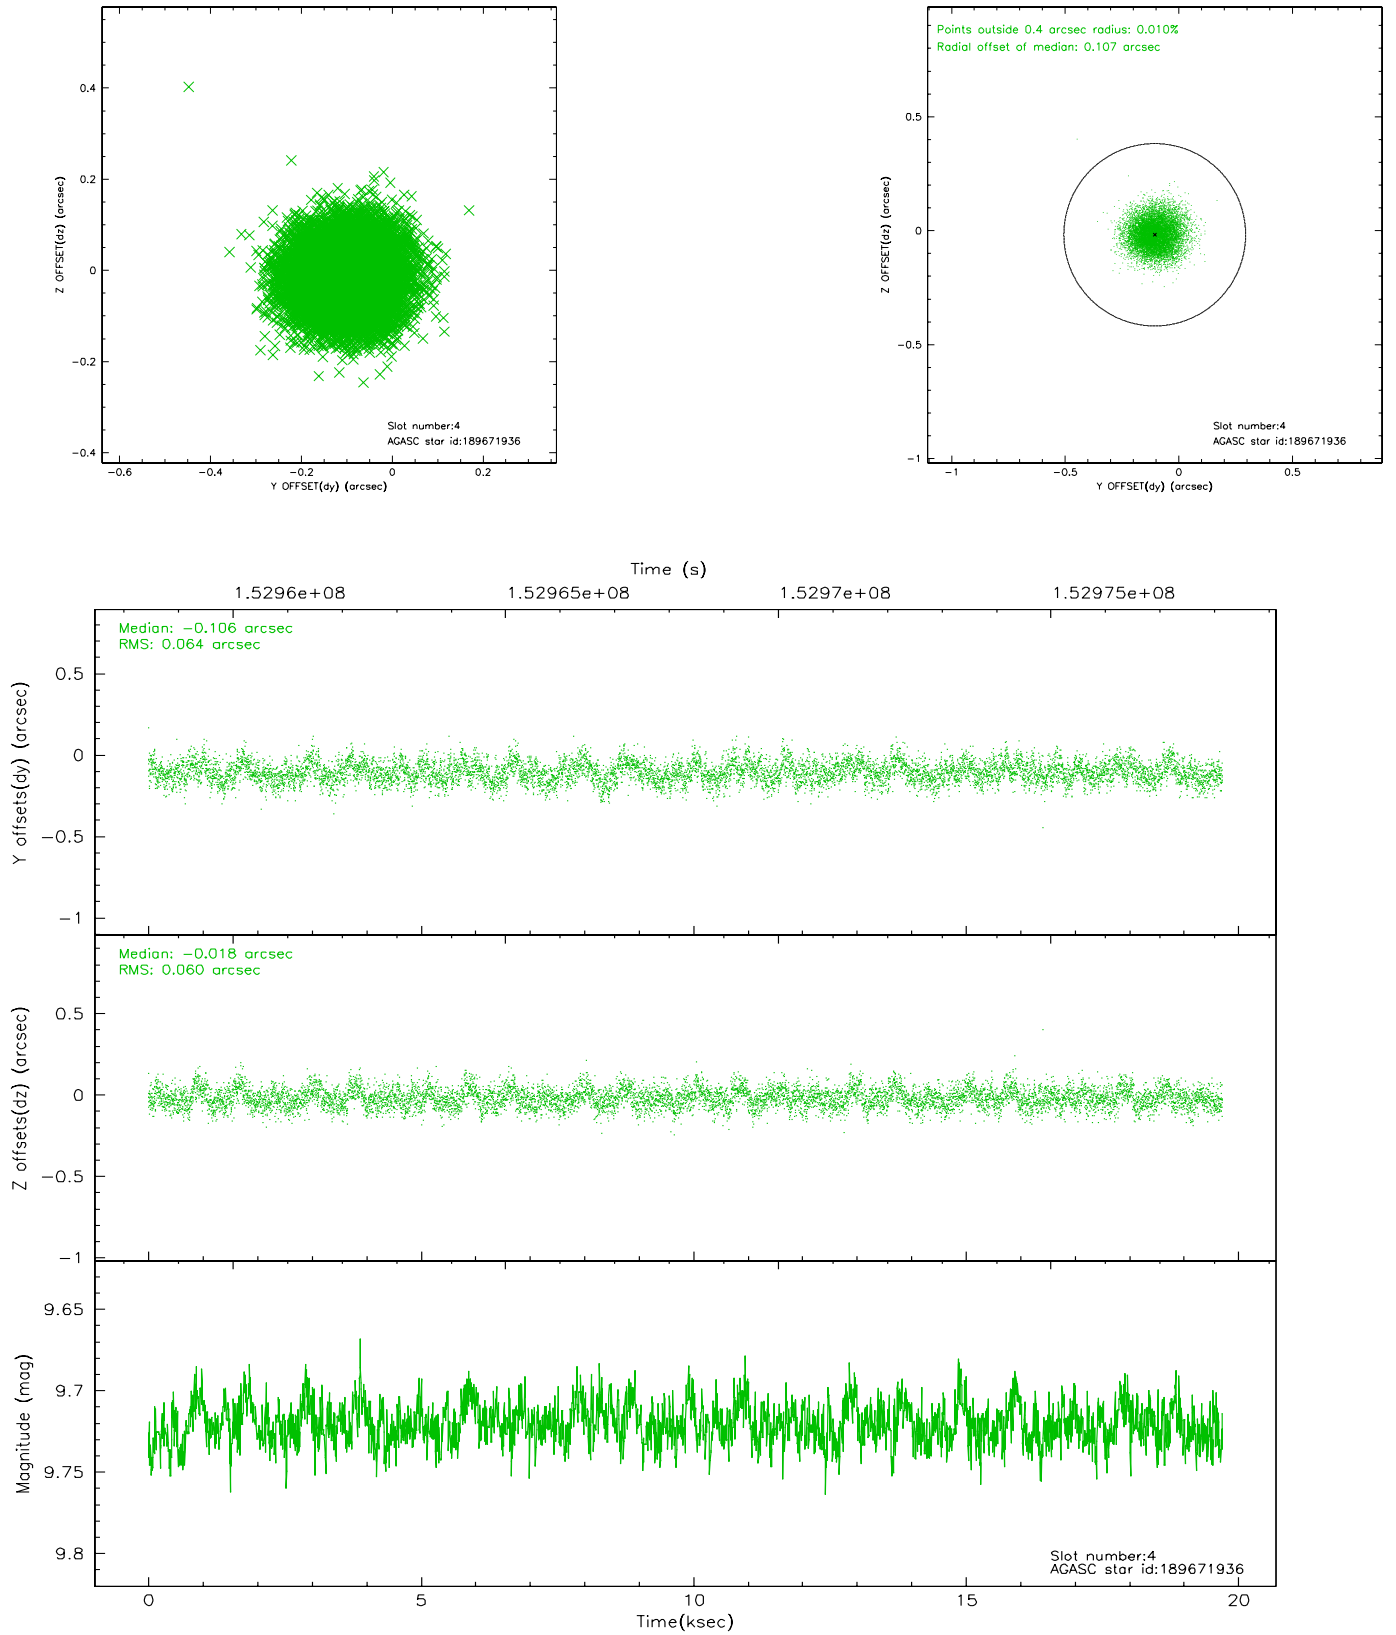 0.4
0.2
0
−0.2
−0.4
Z OFFSET(dz) (arcsec)
−0.6
−0.4
−0.2
0
0.2
Y OFFSET(dy) (arcsec)
Slot number:4
AGASC star id:189671936
Points outside 0.4 arcsec radius: 0.010%
Radial offset of median: 0.107 arcsec
0.5
0
−0.5
−1
Z OFFSET(dz) (arcsec)
−1
−0.5
0
0.5
Y OFFSET(dy) (arcsec)
Slot number:4
AGASC star id:189671936
Time (s)
1.5296e+08
1.52965e+08
1.5297e+08
1.52975e+08
Median: −0.106 arcsec
RMS: 0.064 arcsec
0.5
0
−0.5
−1
Y offsets(dy) (arcsec)
Median: −0.018 arcsec
RMS: 0.060 arcsec
0.5
0
−0.5
−1
Z offsets(dz) (arcsec)
9.65
9.7
9.75
9.8
Magnitude (mag)
Slot number:4
AGASC star id:189671936
0
5
10
15
20
Time(ksec)